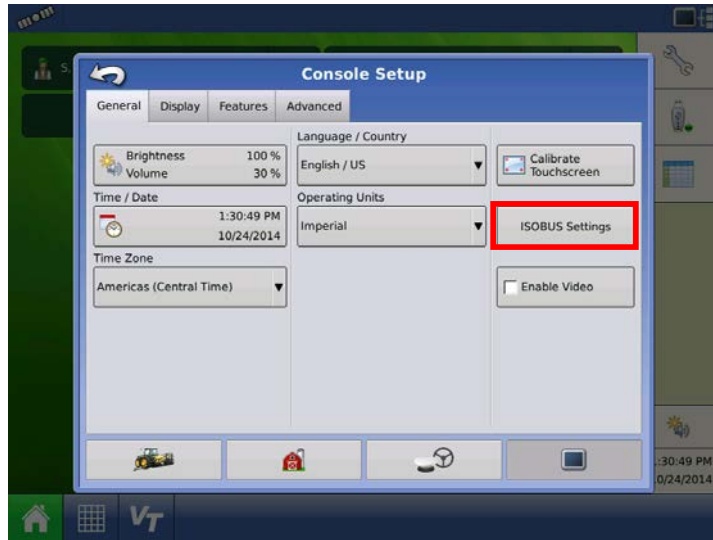 mom
S.
Console Setup
General Display Features Advanced
Language / Country
Brightness 100 %
Volume 30 %
English / US
Calibrate
Touchscreen
Time / Date
Operating Units
1:30:49 PM
10/24/2014
Imperial
ISOBUS Settings
Time Zone
Americas (Central Time)
Enable Video
:30:49 PM
0/24/2014
VT